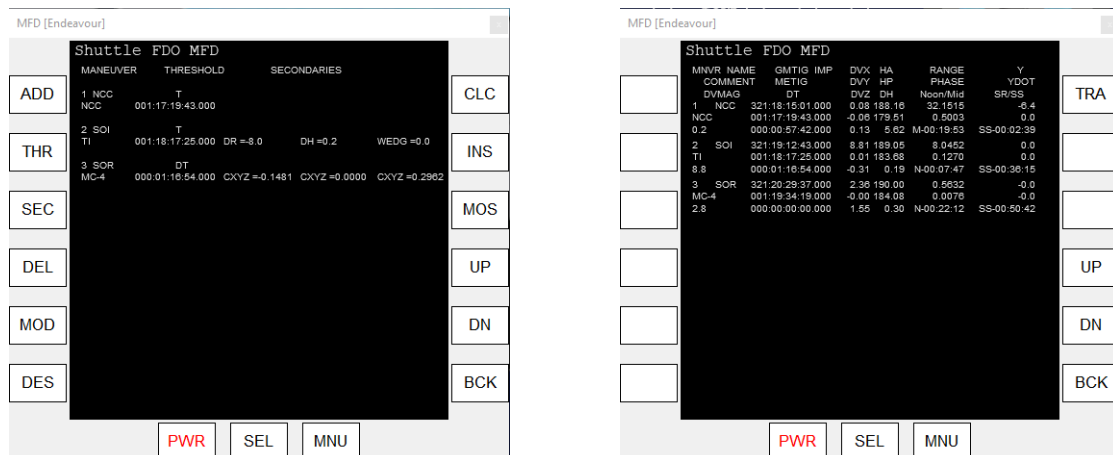 MFD [Endeavour]
Shuttle FDO MFD
MANEUVER THRESHOLD SECONDARIES
1 NCC T
NCC 001:17:19:43.000
2 SOI T
TI 001:18:17:25.000 DR =-8.0 DH =0.2 WEDG =0.0
3 SOR DT
MC-4 000:01:16:54.000 CXYZ =-0.1481 CXYZ =0.0000 CXYZ =0.2962
ADD
THR
SEC
DEL
MOD
DES
CLC
INS
MOS
UP
DN
BCK
PWR SEL MNU
MFD [Endeavour]
Shuttle FDO MFD
MNVR NAME GMTIG IMP DVX HA RANGE Y
COMMENT METIG DVY HP PHASE YDOT
DVMAG DT DVZ DH Noon/Mid SR/SS
1 NCC 321:18:15:01.000 0.08 188.16 32.1515 -6.4
NCC 001:17:19:43.000 -0.06 179.51 0.5003 0.0
0.2 000:00:57:42.000 0.13 5.62 M-00:19:53 SS-00:02:39
2 SOI 321:19:12:43.000 8.81 189.05 8.0452 0.0
TI 001:18:17:25.000 0.01 183.68 0.1270 0.0
8.8 000:01:16:54.000 -0.31 0.19 N-00:07:47 SS-00:36:15
3 SOR 321:20:29:37.000 2.36 190.00 0.5632 -0.0
MC-4 001:19:34:19.000 -0.00 184.08 0.0076 -0.0
2.8 000:00:00:00.000 1.55 0.30 N-00:22:12 SS-00:50:42
TRA
UP
DN
BCK
PWR SEL MNU